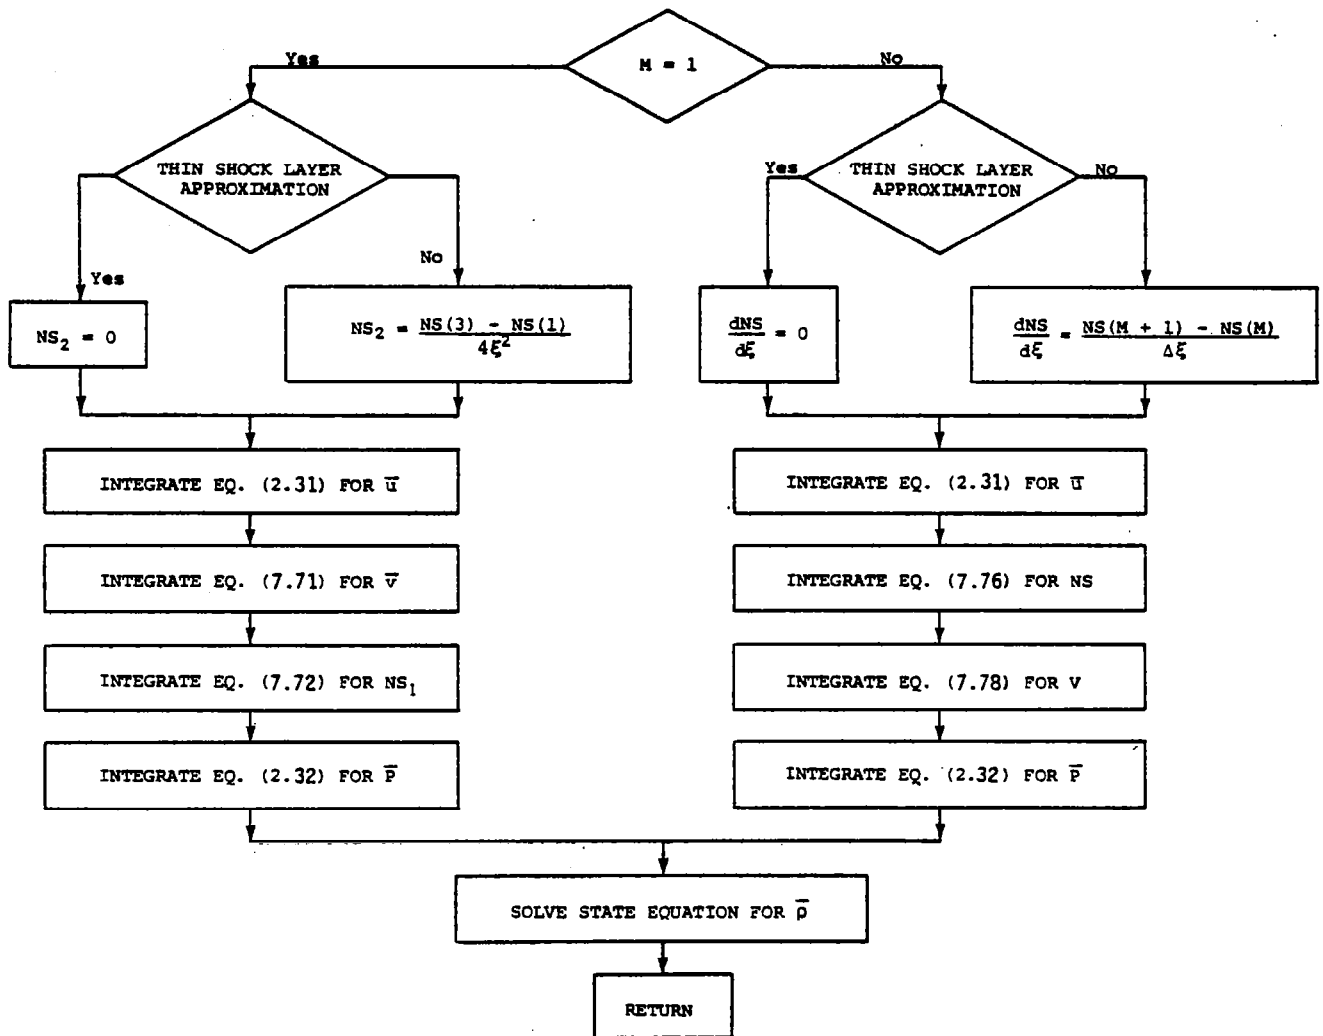 M = 1
Yes
No
THIN SHOCK LAYER
APPROXIMATION
Yes
No
THIN SHOCK LAYER
APPROXIMATION
Yes
No
NS₂ = 0
NS₂ = (NS(3) - NS(1)) / 4ξ²
dNS/dξ = 0
dNS/dξ = (NS(M + 1) - NS(M)) / Δξ
INTEGRATE EQ. (2.31) FOR u̅
INTEGRATE EQ. (7.71) FOR v̅
INTEGRATE EQ. (7.72) FOR NS₁
INTEGRATE EQ. (2.32) FOR P̅
INTEGRATE EQ. (2.31) FOR u̅
INTEGRATE EQ. (7.76) FOR NS
INTEGRATE EQ. (7.78) FOR V
INTEGRATE EQ. (2.32) FOR P̅
SOLVE STATE EQUATION FOR ρ̅
RETURN